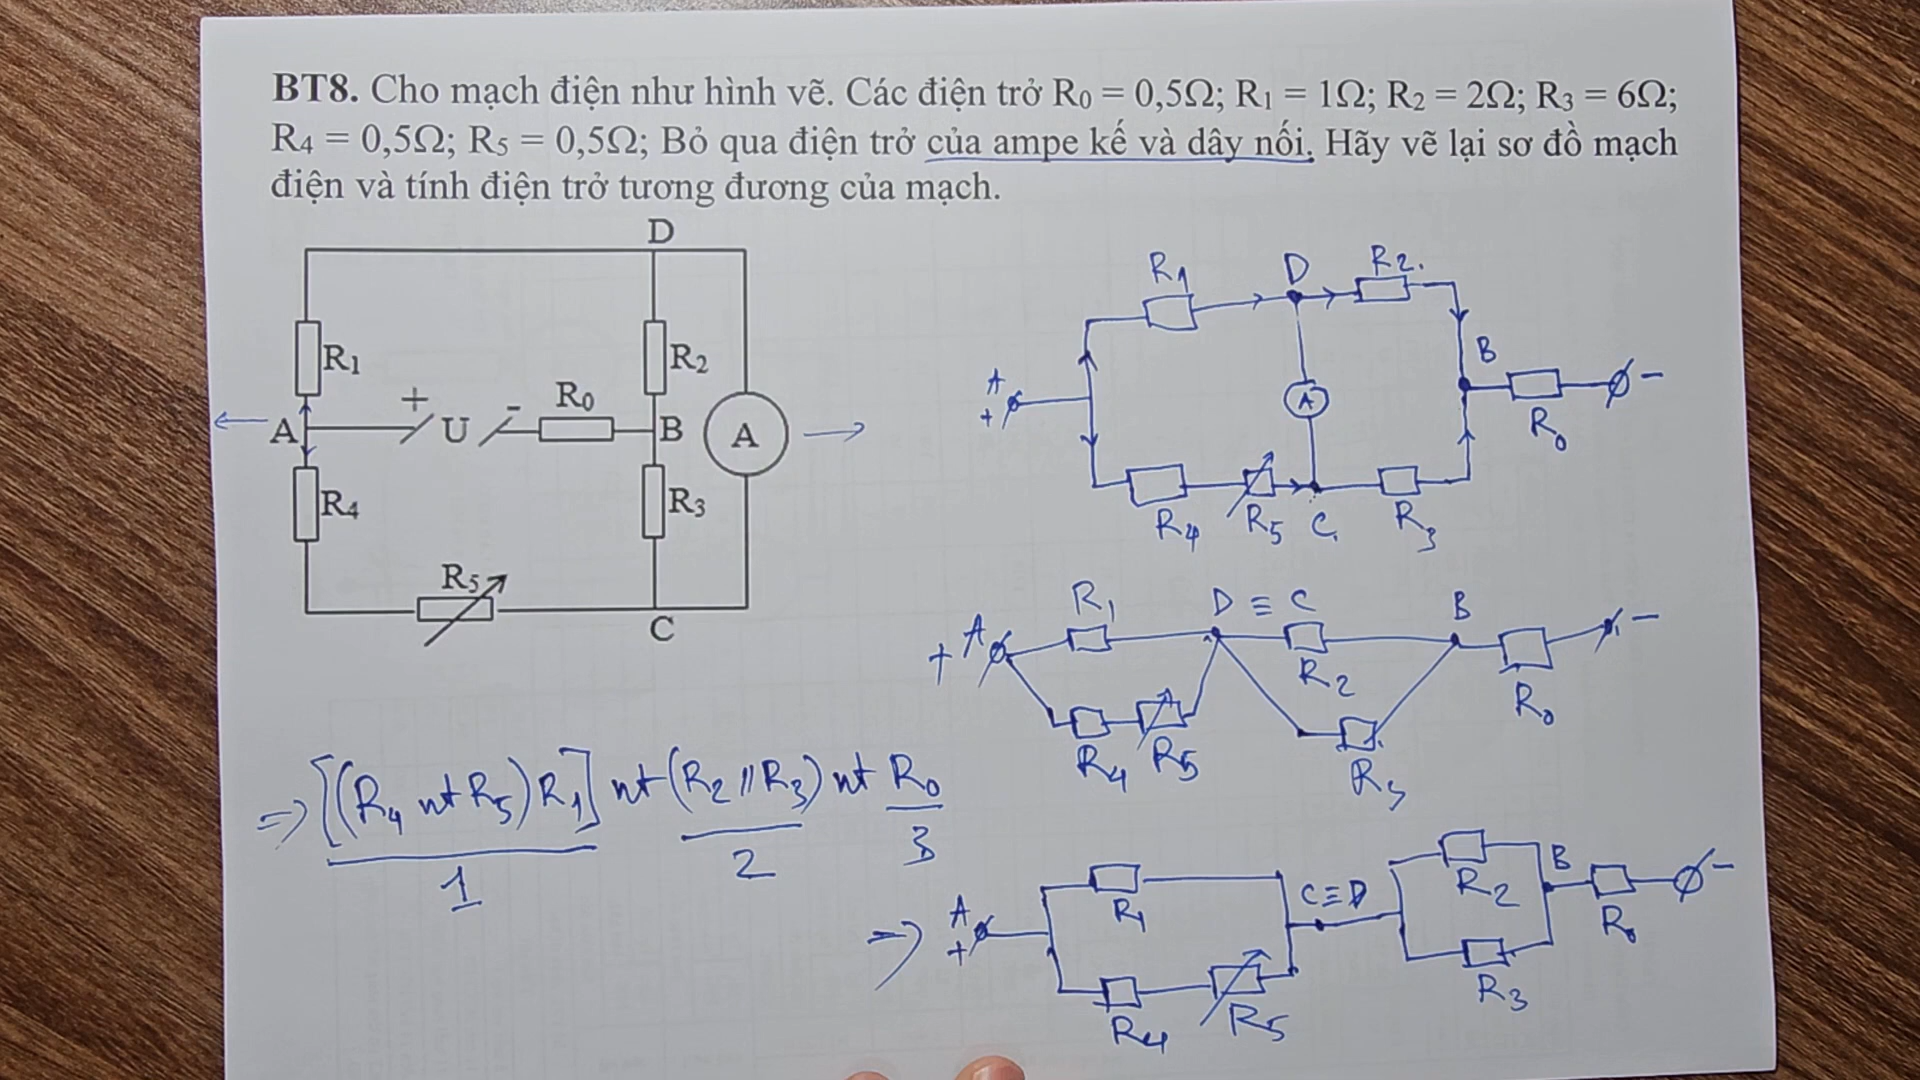 BT8. Cho mạch điện như hình vẽ. Các điện trở R₀ = 0,5Ω; R₁ = 1Ω; R₂ = 2Ω; R₃ = 6Ω;
R₄ = 0,5Ω; R₅ = 0,5Ω; Bỏ qua điện trở của ampe kế và dây nối. Hãy vẽ lại sơ đồ mạch
điện và tính điện trở tương đương của mạch.
D
R₁
R₂
A
+
U
-
R₀
B
A
R₄
R₃
R₅
C
R₁
D
R₂.
A
+
A
B
R₀
-
R₄
R₅
C
R₃
R₁
D ≡ C
B
+ A
-
R₂
R₀
R₄
R₅
R₃
=> [(R₄ nt R₅) R₁] nt (R₂ // R₃) nt R₀
1
2
3
=>
A
+
R₁
C≡D
R₂
B
-
R₀
R₄
R₅
R₃